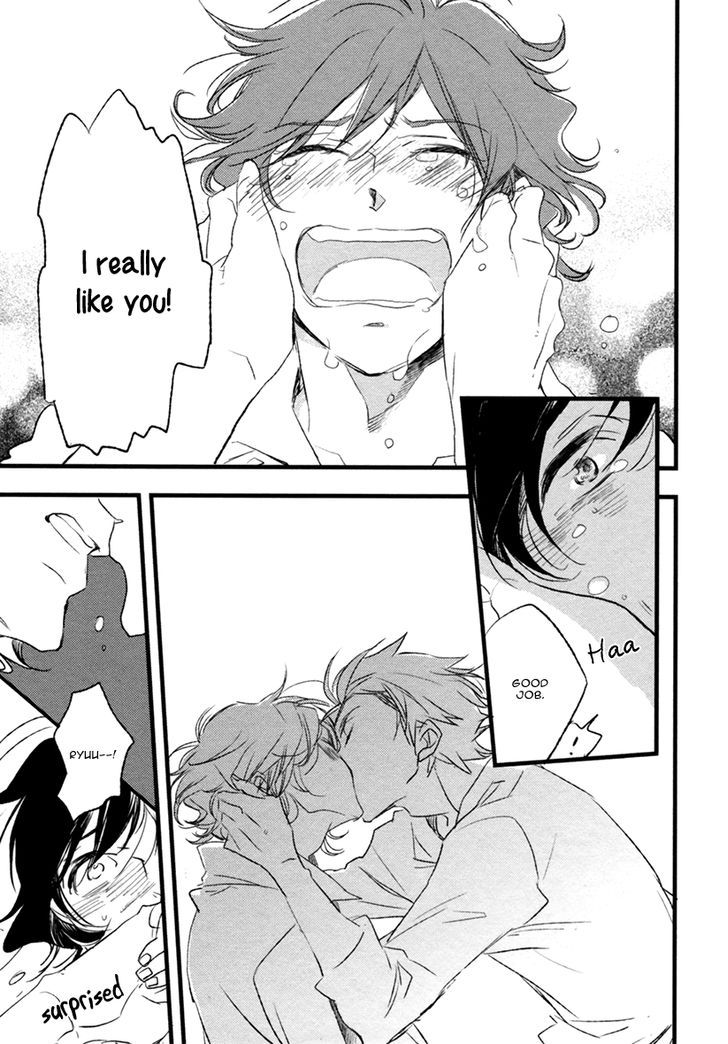 I really
like you!
Haa
GOOD
JOB.
RYUU--!
surprised